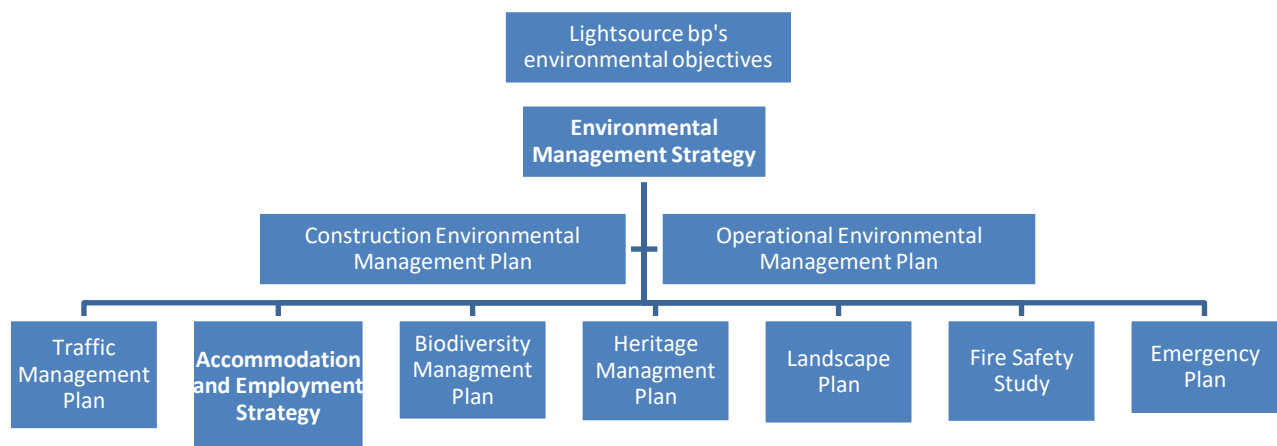 Lightsource bp's
environmental objectives
Environmental
Management Strategy
Construction Environmental
Management Plan
Operational Environmental
Management Plan
Traffic
Management
Plan
Accommodation
and Employment
Strategy
Biodiversity
Managment
Plan
Heritage
Managment
Plan
Landscape
Plan
Fire Safety
Study
Emergency
Plan